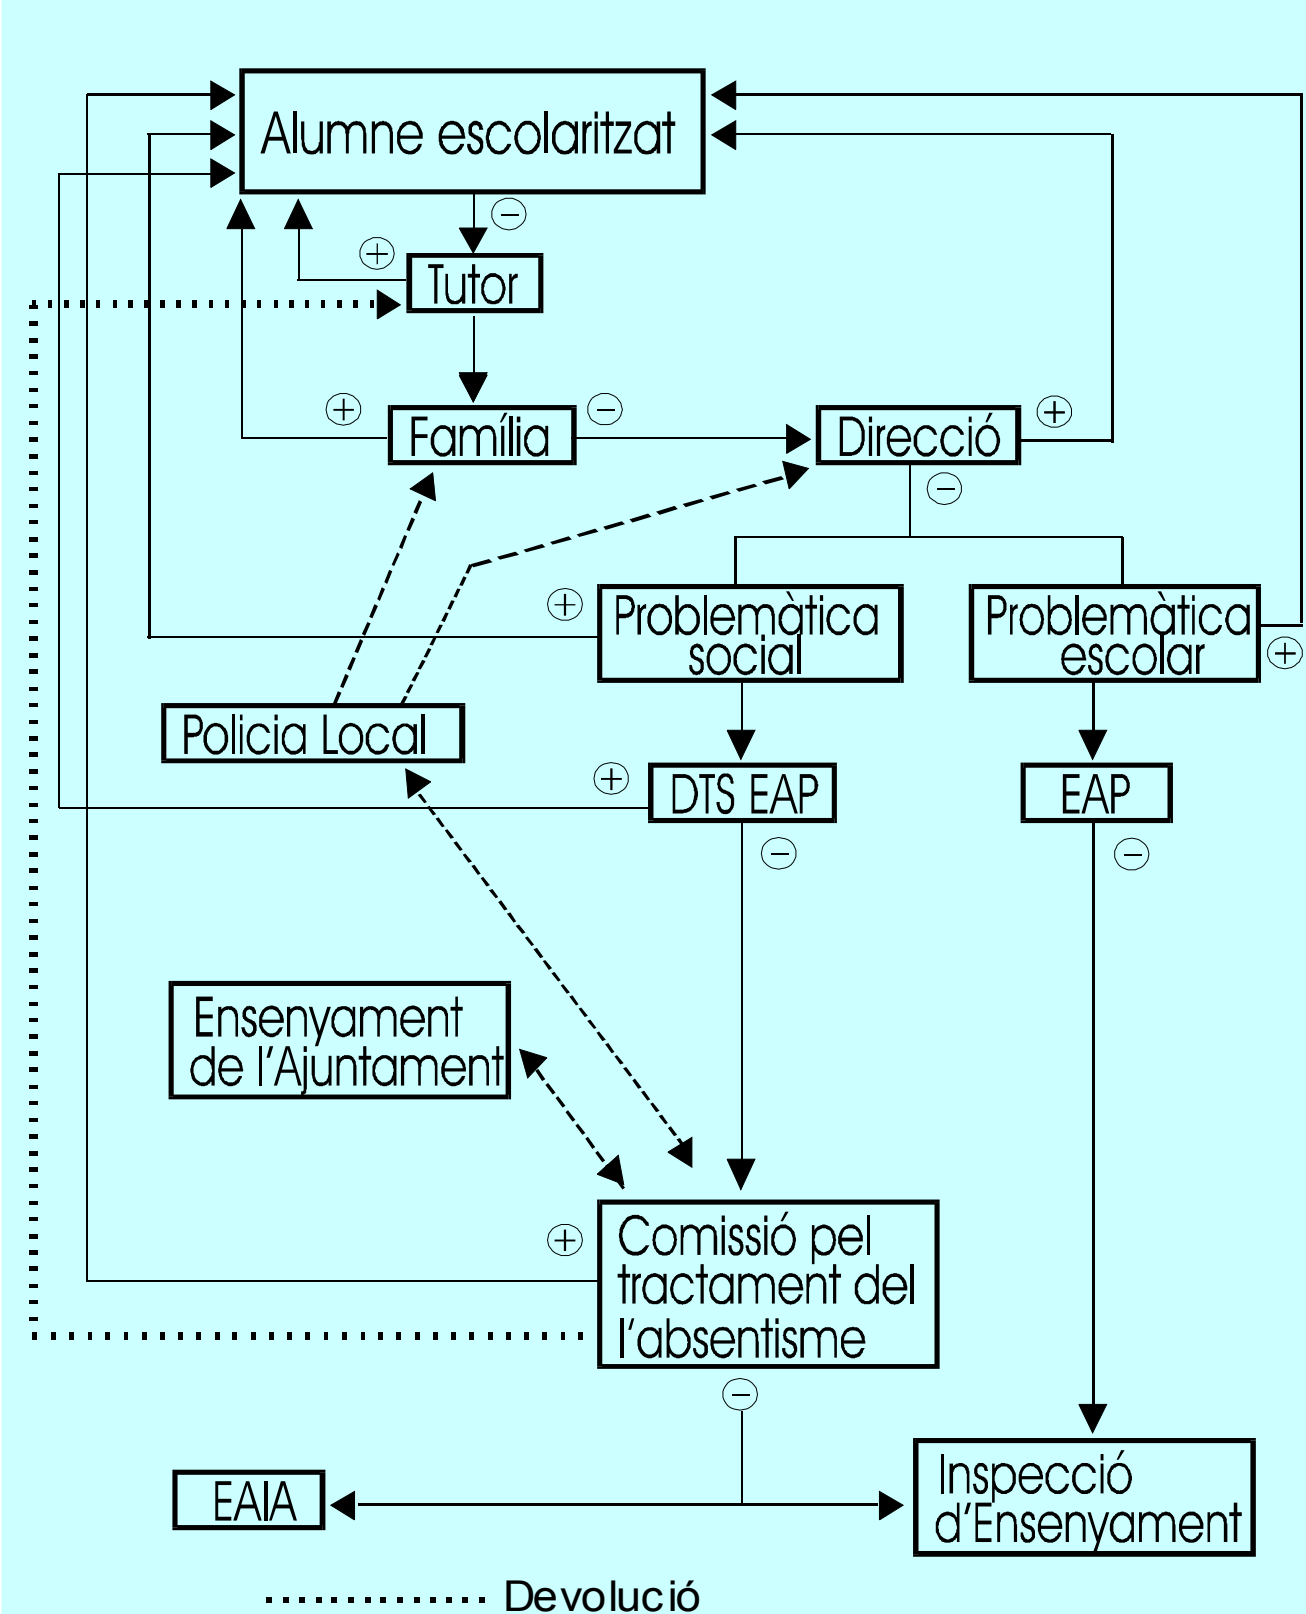 Alumne escolaritzat
−
+
Tutor
+
−
+
Família
Direcció
−
+
Problemàtica
social
Problemàtica
escolar
+
Policia Local
+
DTS EAP
EAP
−
−
Ensenyament
de l'Ajuntament
+
Comissió pel
tractament del
l'absentisme
−
EAIA
Inspecció
d'Ensenyament
Devolució